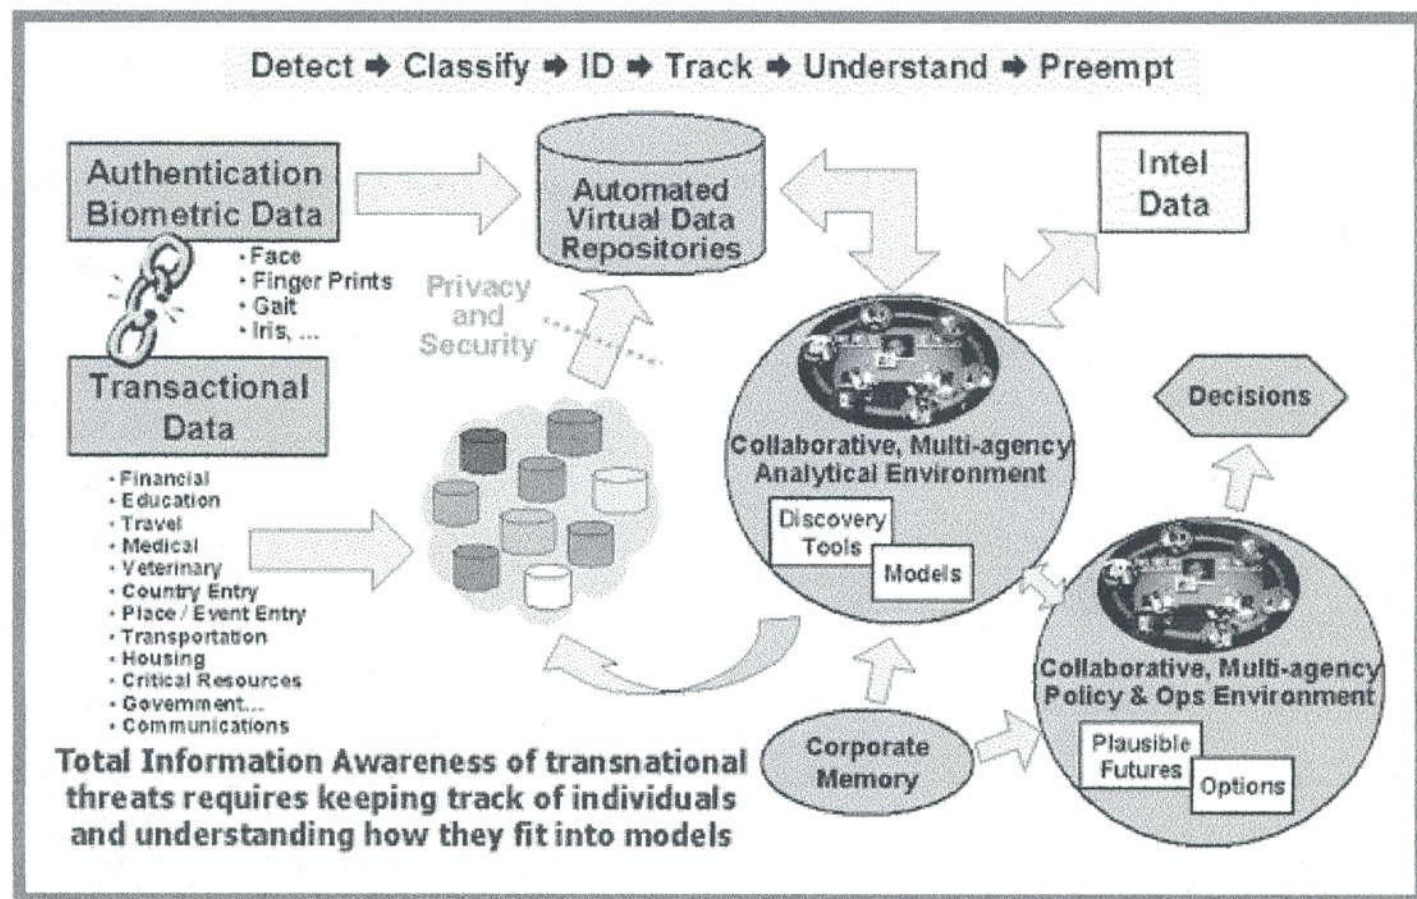 Detect ➔ Classify ➔ ID ➔ Track ➔ Understand ➔ Preempt
Authentication
Biometric Data
• Face
• Finger Prints
• Gait
• Iris, ...
Transactional
Data
• Financial
• Education
• Travel
• Medical
• Veterinary
• Country Entry
• Place / Event Entry
• Transportation
• Housing
• Critical Resources
• Government...
• Communications
Automated
Virtual Data
Repositories
Privacy
and
Security
Intel
Data
Collaborative, Multi-agency
Analytical Environment
Discovery
Tools
Models
Decisions
Collaborative, Multi-agency
Policy & Ops Environment
Plausible
Futures
Options
Corporate
Memory
Total Information Awareness of transnational
threats requires keeping track of individuals
and understanding how they fit into models